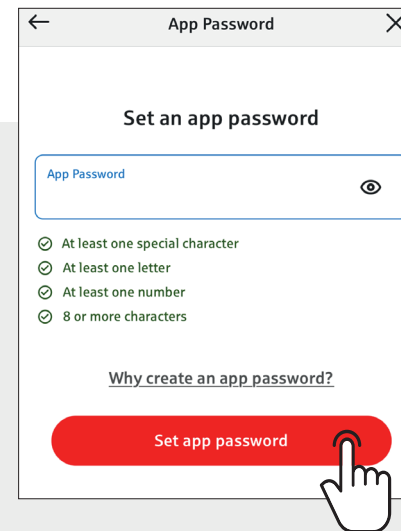 App Password
Set an app password
App Password
At least one special character
At least one letter
At least one number
8 or more characters
Why create an app password?
Set app password